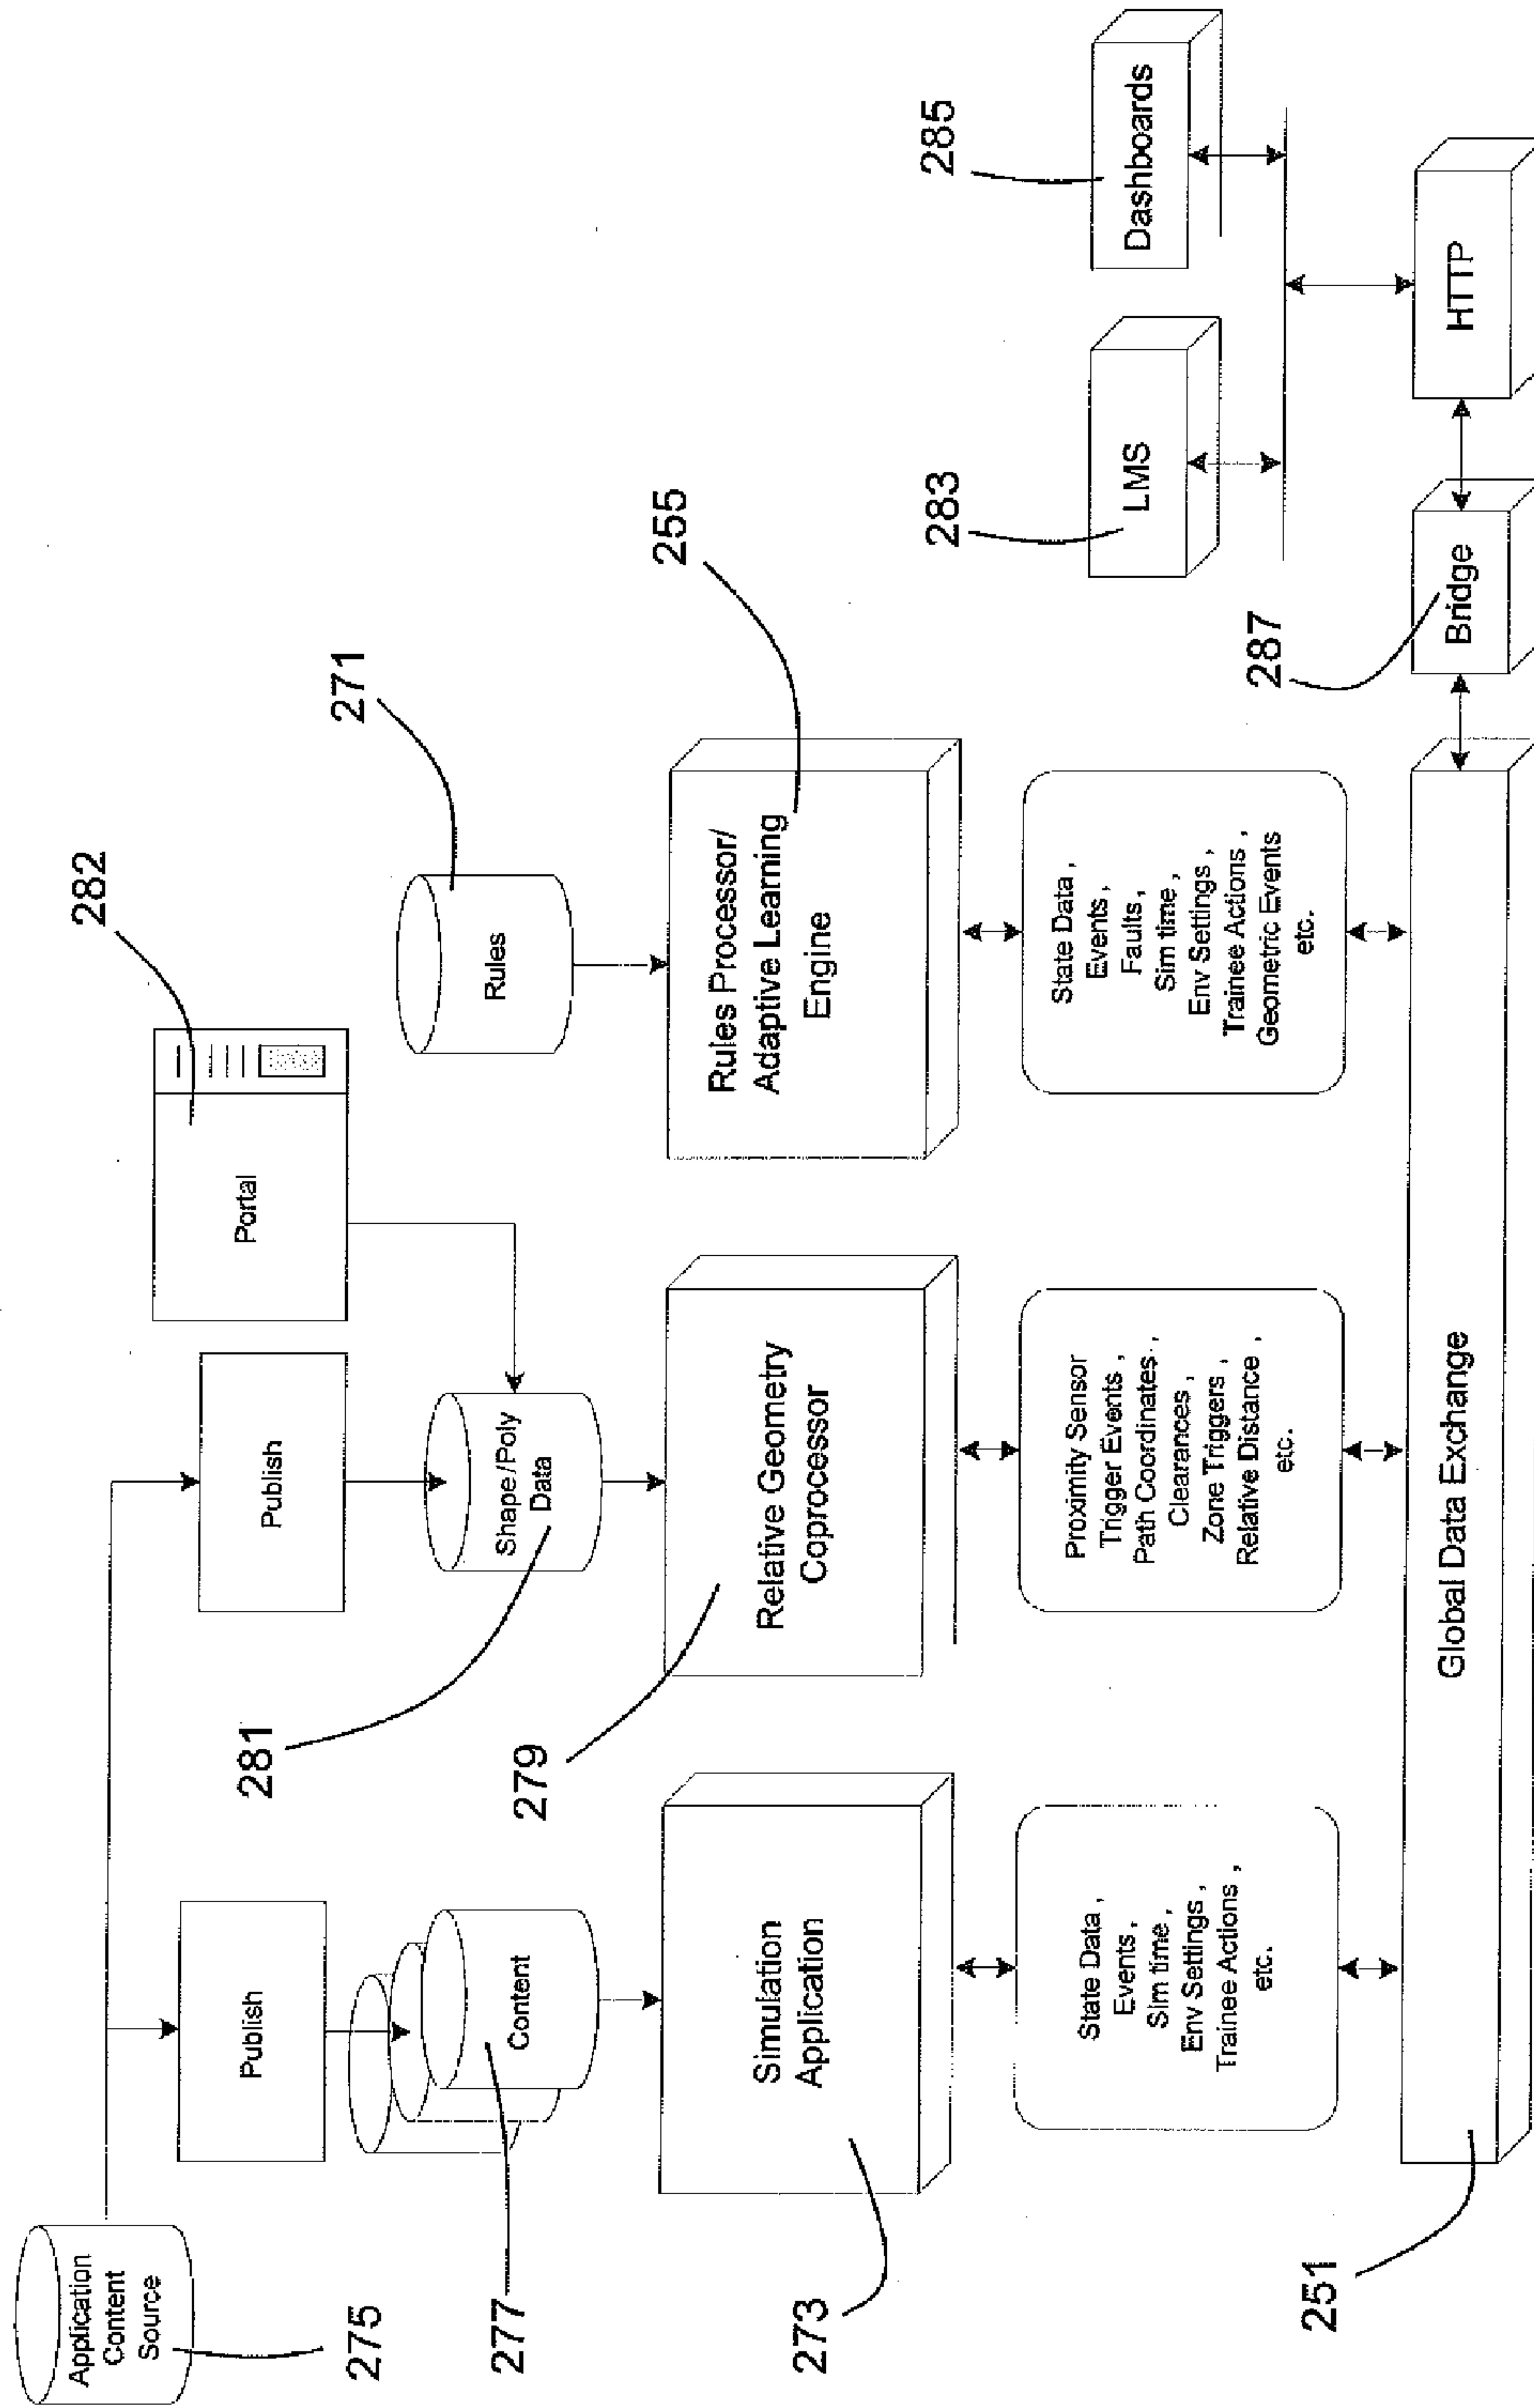 Application
Content
Source
275
Publish
Publish
Portal
282
277
Content
281
Shape/Poly
Data
Rules
271
273
Simulation
Application
279
Relative Geometry
Coprocessor
Rules Processor/
Adaptive Learning
Engine
255
State Data ,
Events ,
Sim time ,
Env Settings ,
Trainee Actions ,
etc.
Proximity Sensor
Trigger Events ,
Path Coordinates ,
Clearances ,
Zone Triggers ,
Relative Distance ,
etc.
State Data ,
Events ,
Faults ,
Sim time ,
Env Settings ,
Trainee Actions ,
Geometric Events
etc.
283
LMS
285
Dashboards
251
Global Data Exchange
287
Bridge
HTTP